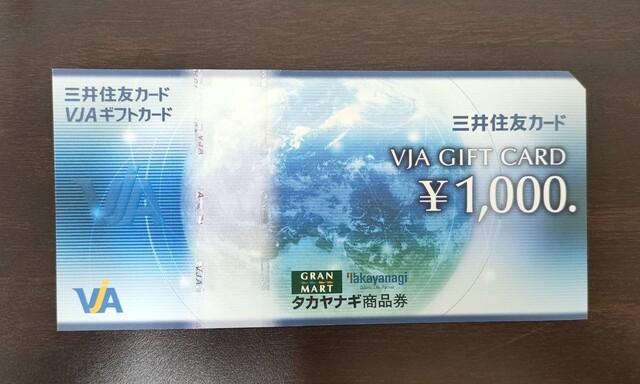 三井住友カード
VJAギフトカード
三井住友カード
VJA GIFT CARD
¥1,000.
VJA
VJA
VJA
GRAN
MART
Takayanagi
タカヤナギ商品券